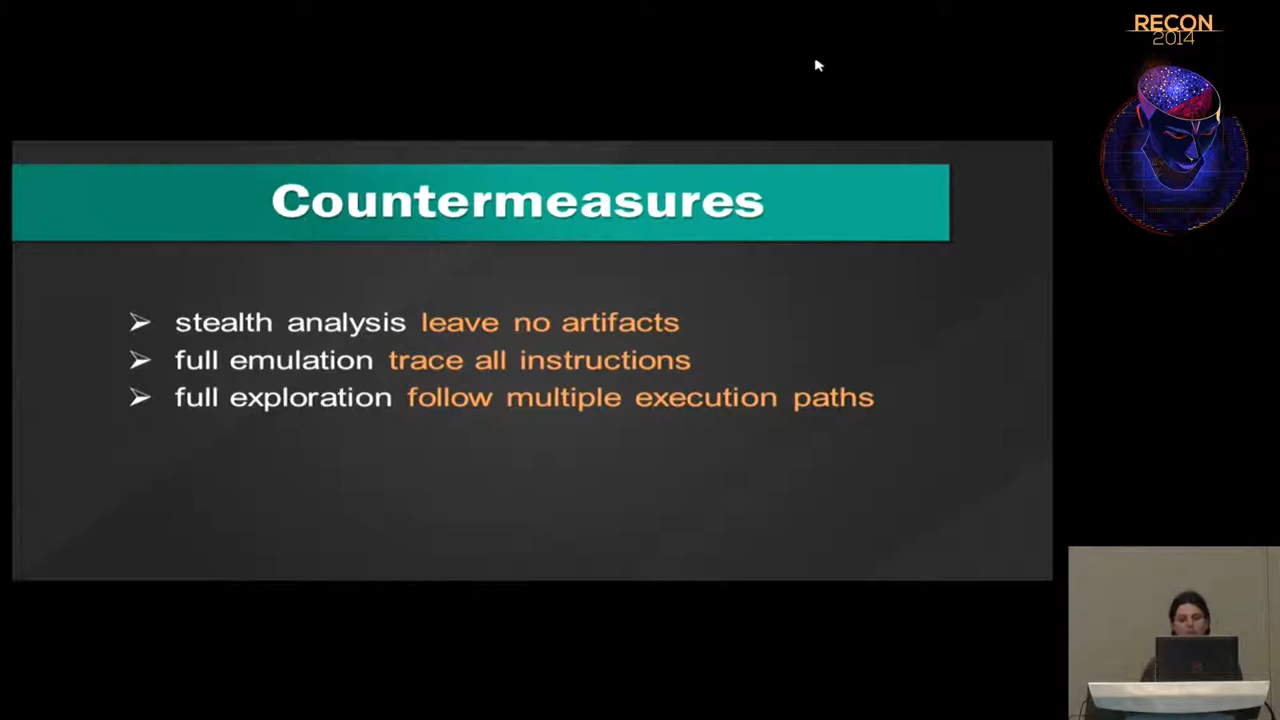 RECON
2014
Countermeasures
stealth analysis leave no artifacts
full emulation trace all instructions
full exploration follow multiple execution paths